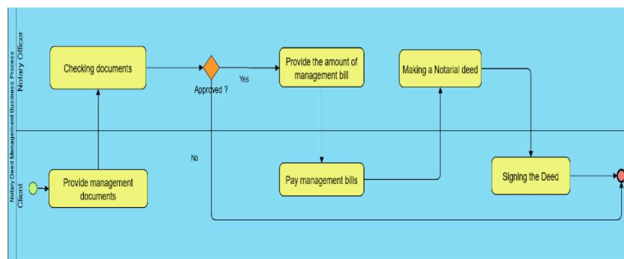 Notary Deed Management Business Process
Notary Officer
Client
Checking documents
Approved ?
Yes
No
Provide the amount of
management bill
Making a Notarial deed
Provide management
documents
Pay management bills
Signing the Deed